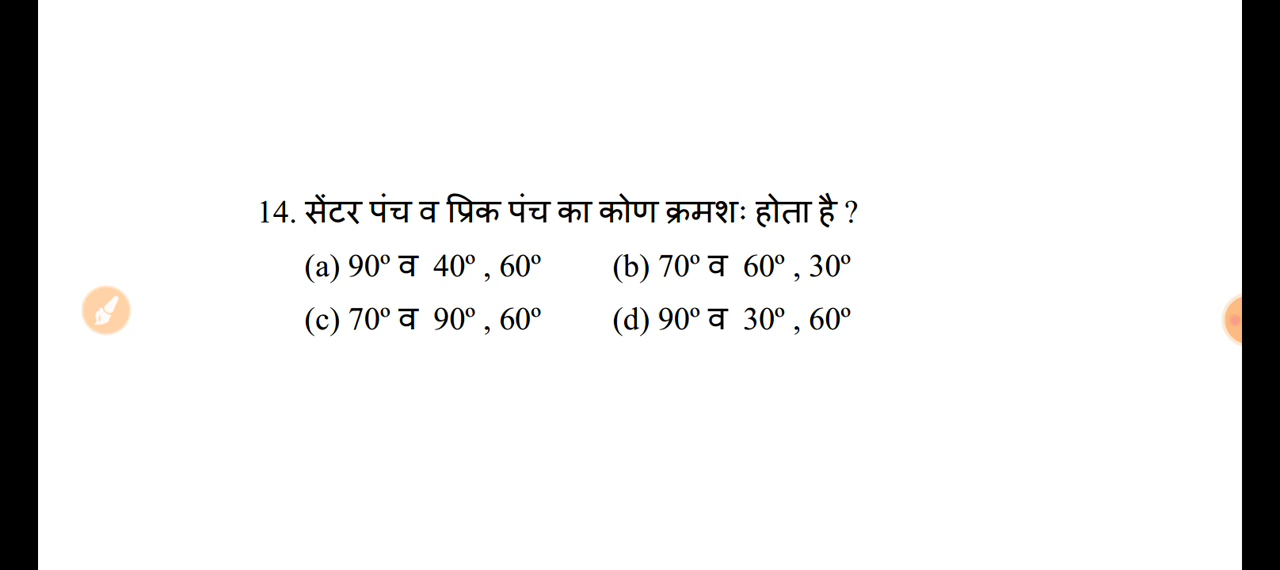 14. सेंटर पंच व प्रिक पंच का कोण क्रमशः होता है ?
(a) 90º व 40º , 60º (b) 70º व 60º , 30º
(c) 70º व 90º , 60º (d) 90º व 30º , 60º